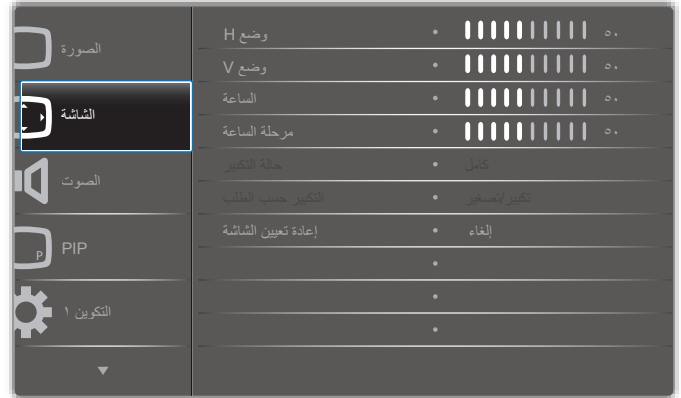 الصورة
الشاشة
الصوت
PIP
P
التكوين ١
وضع H • ٥٠
وضع V • ٥٠
الساعة • ٥٠
مرحلة الساعة • ٥٠
حالة التكبير • كامل
التكبير حسب الطلب • تكبير/تصغير
إعادة تعيين الشاشة • إلغاء